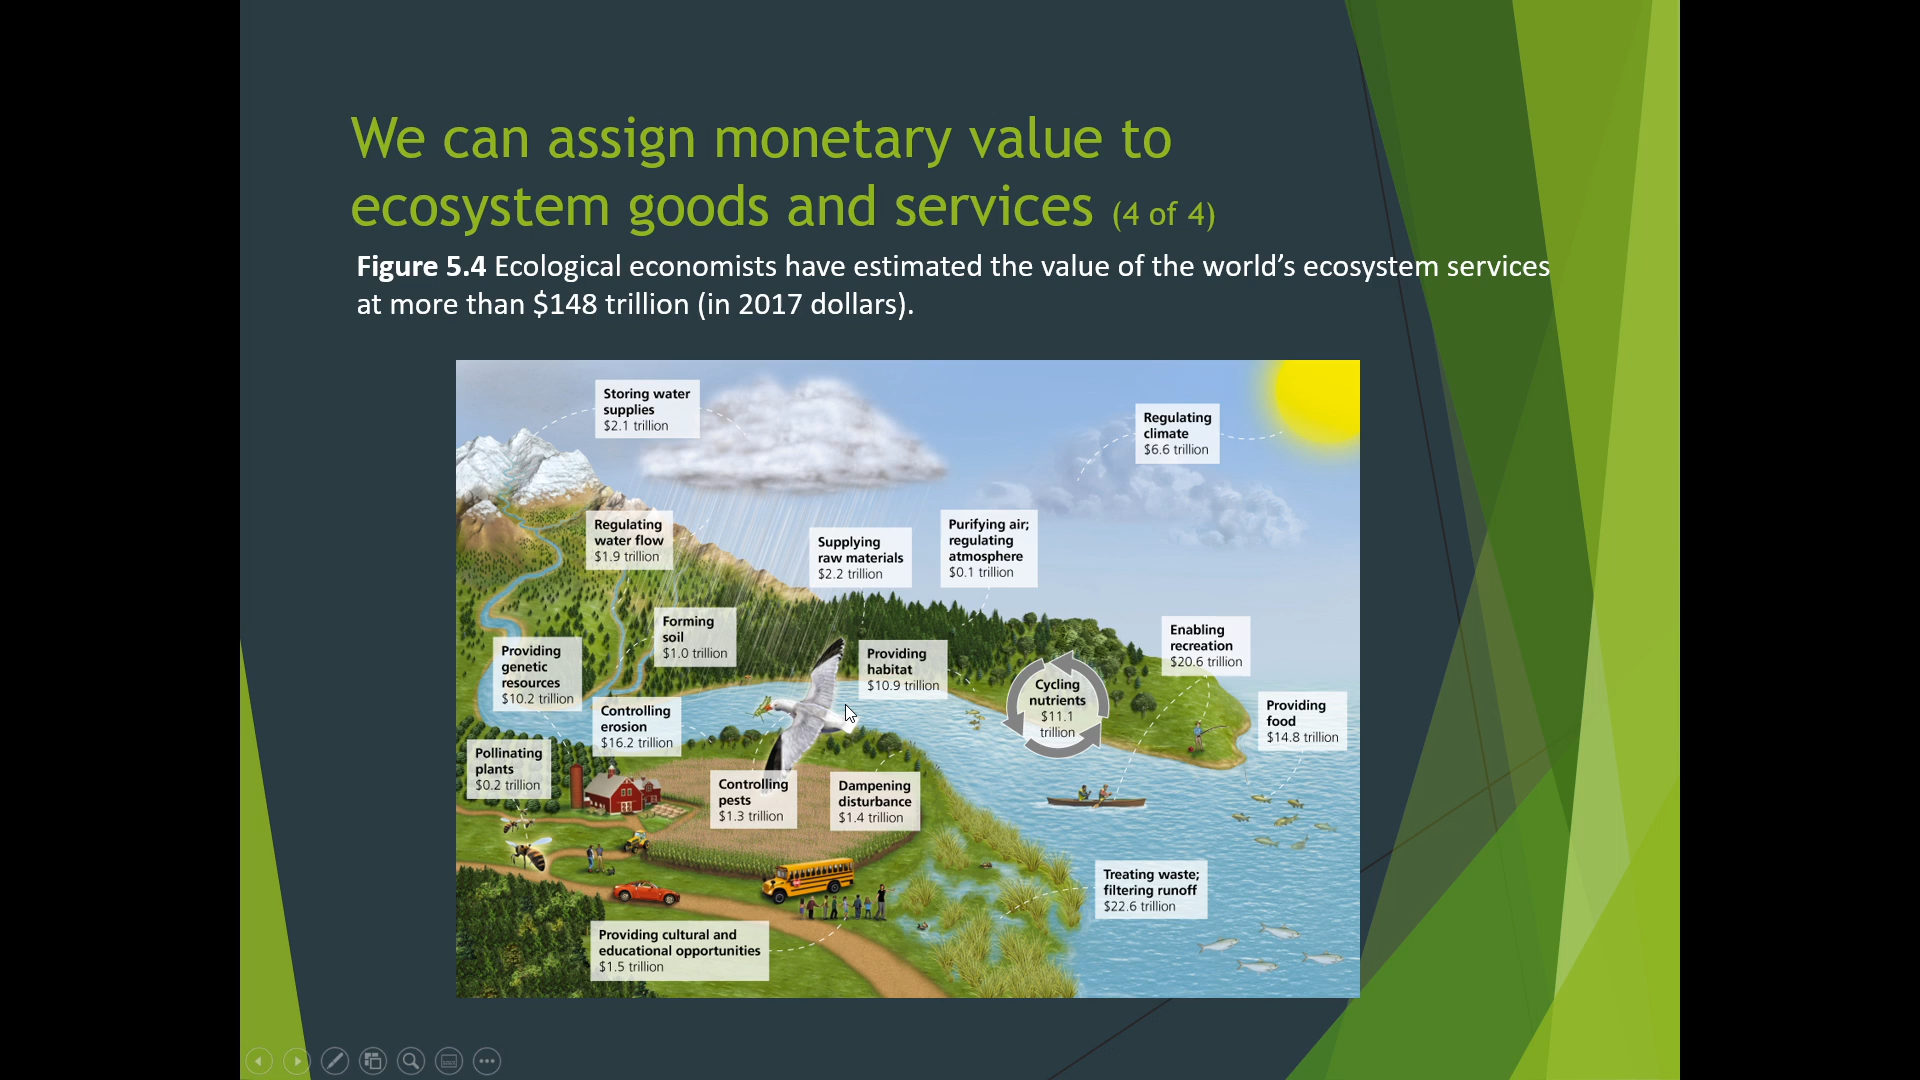 We can assign monetary value to
ecosystem goods and services (4 of 4)
Figure 5.4 Ecological economists have estimated the value of the world’s ecosystem services
at more than $148 trillion (in 2017 dollars).
Storing water
supplies
$2.1 trillion
Regulating
climate
$6.6 trillion
Regulating
water flow
$1.9 trillion
Supplying
raw materials
$2.2 trillion
Purifying air;
regulating
atmosphere
$0.1 trillion
Forming
soil
$1.0 trillion
Providing
genetic
resources
$10.2 trillion
Providing
habitat
$10.9 trillion
Cycling
nutrients
$11.1
trillion
Enabling
recreation
$20.6 trillion
Providing
food
$14.8 trillion
Controlling
erosion
$16.2 trillion
Pollinating
plants
$0.2 trillion
Controlling
pests
$1.3 trillion
Dampening
disturbance
$1.4 trillion
Treating waste;
filtering runoff
$22.6 trillion
Providing cultural and
educational opportunities
$1.5 trillion